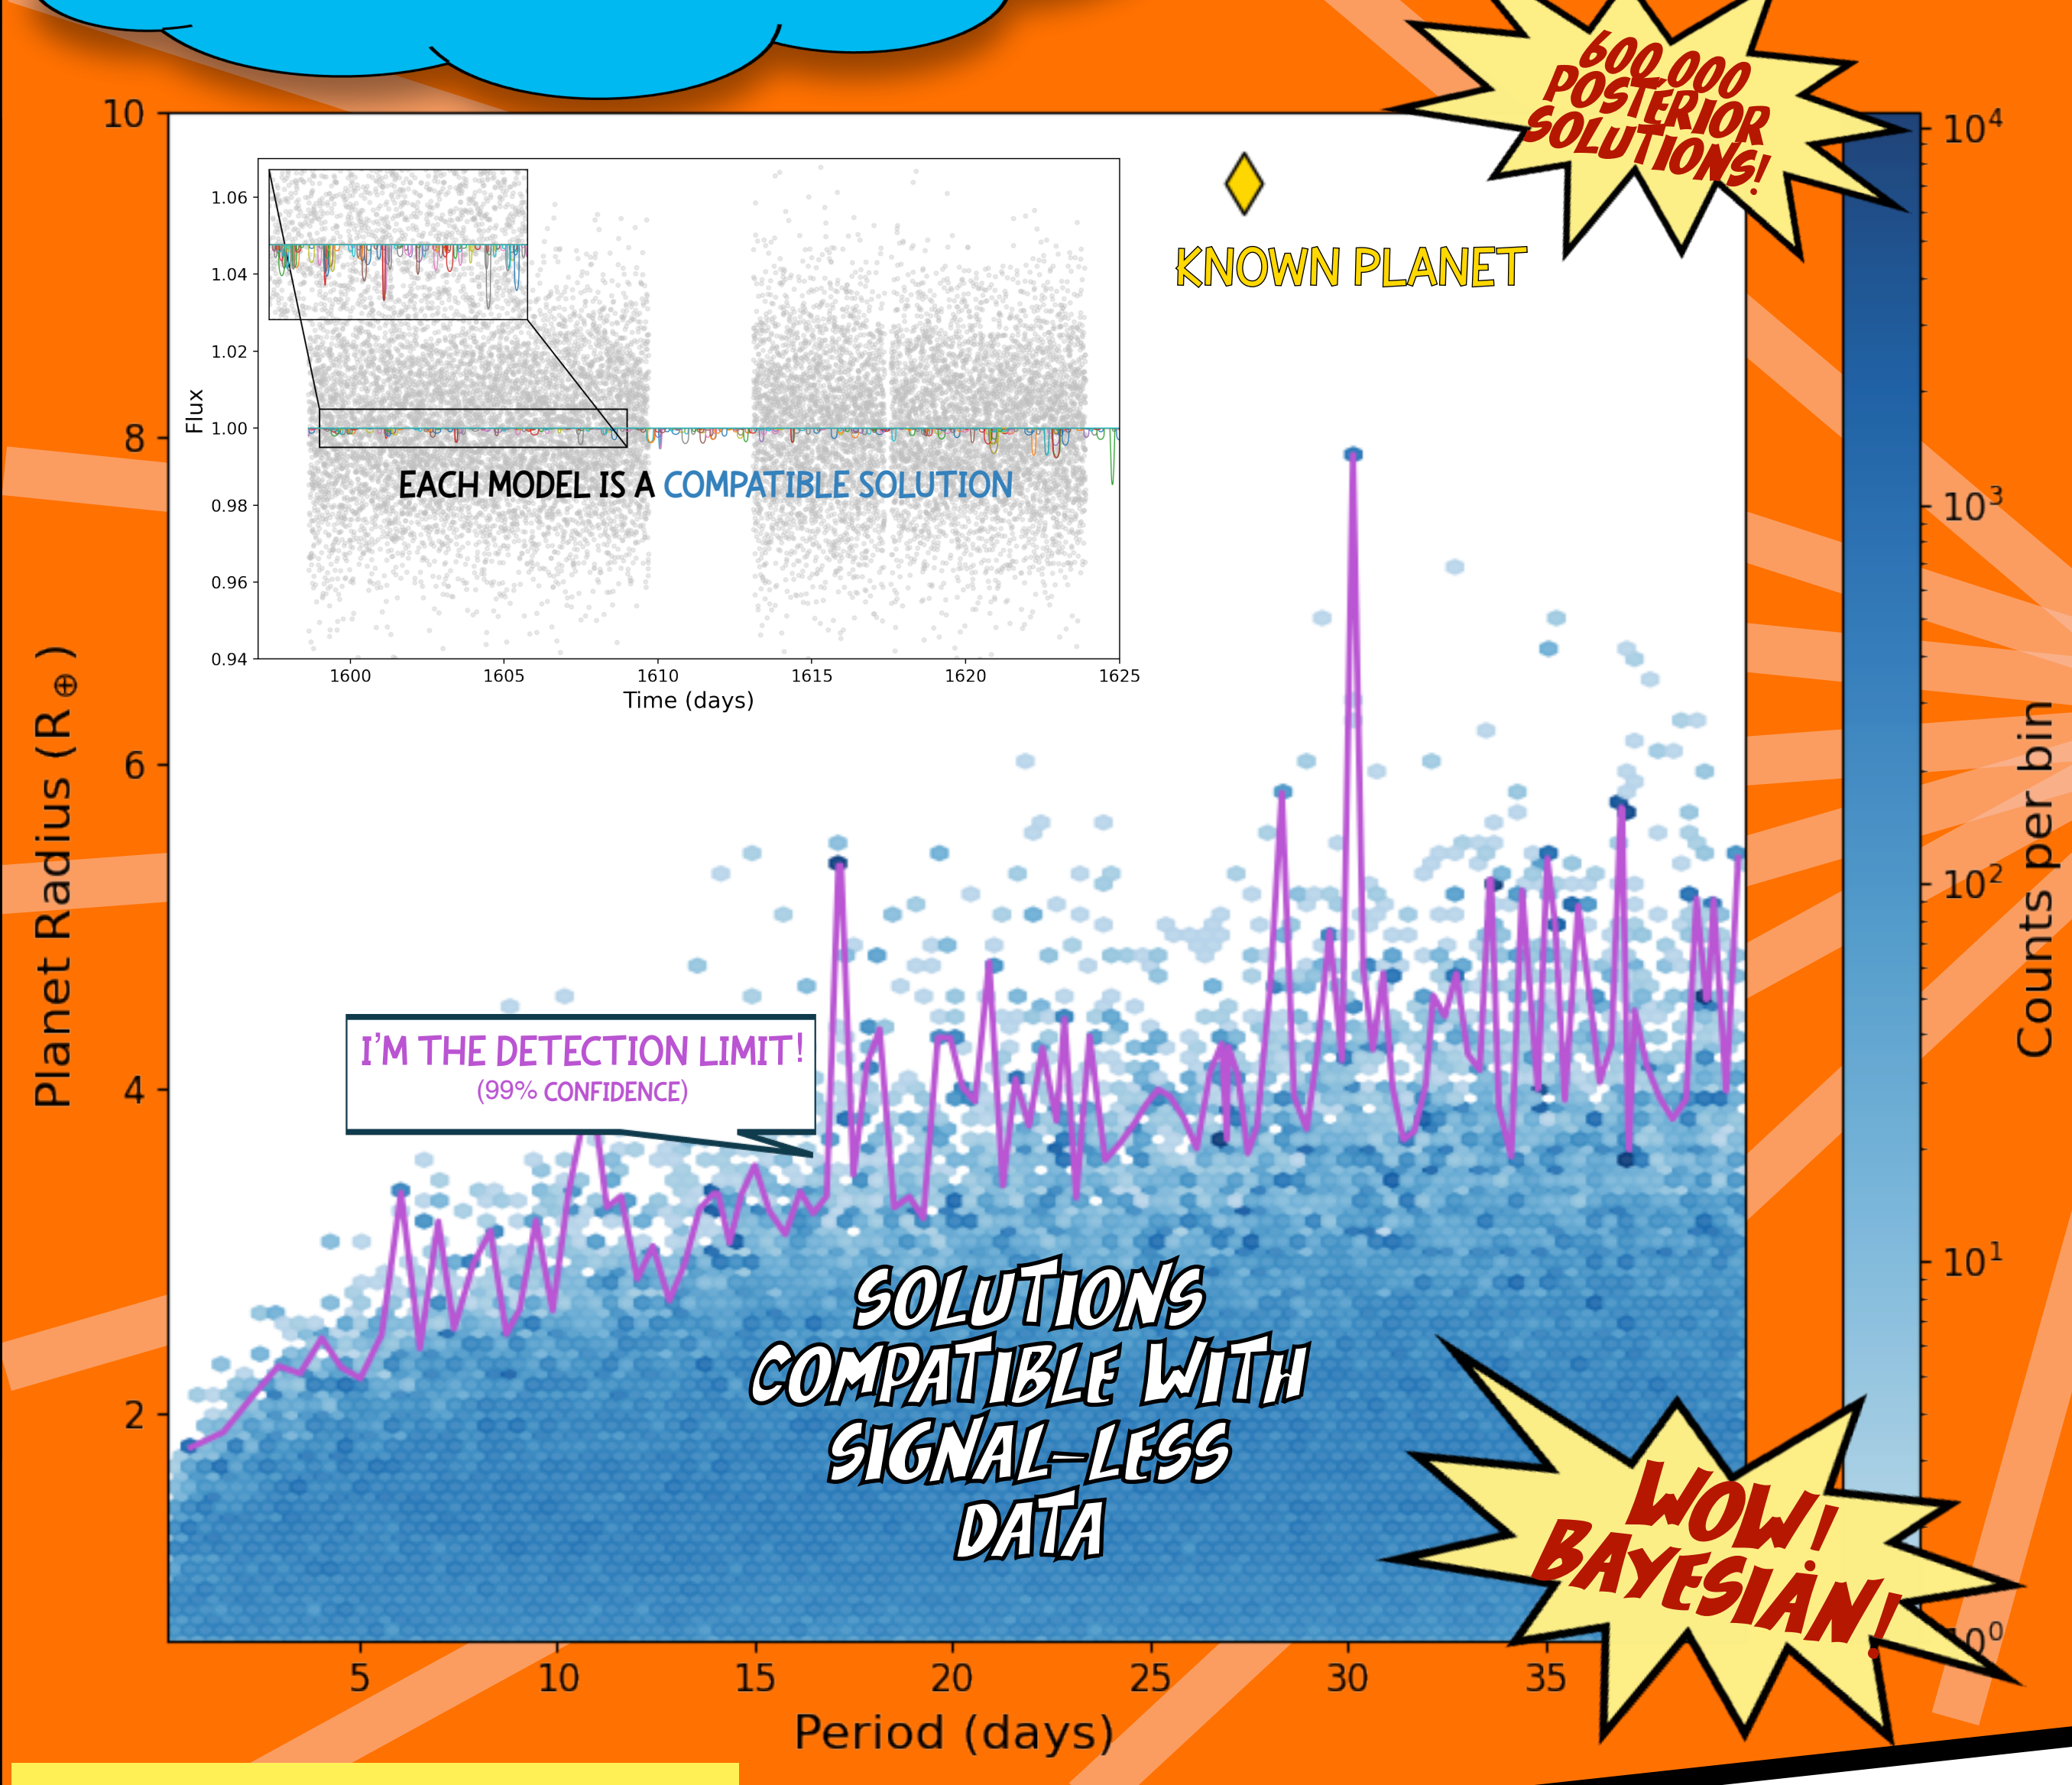 600.000
POSTERIOR
SOLUTIONS!
10
8
6
4
2
Planet Radius (R⊕)
1.06
1.04
1.02
1.00
0.98
0.96
0.94
Flux
1600
1605
1610
1615
1620
1625
Time (days)
EACH MODEL IS A COMPATIBLE SOLUTION
KNOWN PLANET
I'M THE DETECTION LIMIT!
(99% CONFIDENCE)
SOLUTIONS
COMPATIBLE WITH
SIGNAL-LESS
DATA
5
10
15
20
25
30
35
Period (days)
10⁴
10³
10²
10¹
10⁰
Counts per bin
WOW!
BAYESIAN!